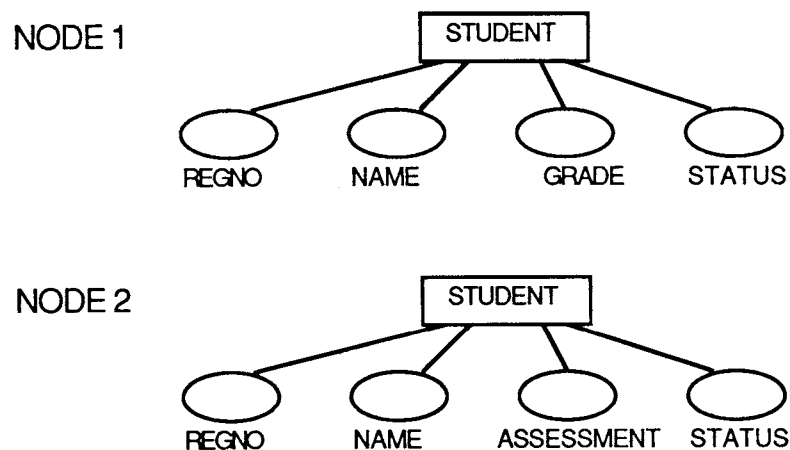 NODE 1
STUDENT
REGNO NAME GRADE STATUS
NODE 2
STUDENT
REGNO NAME ASSESSMENT STATUS